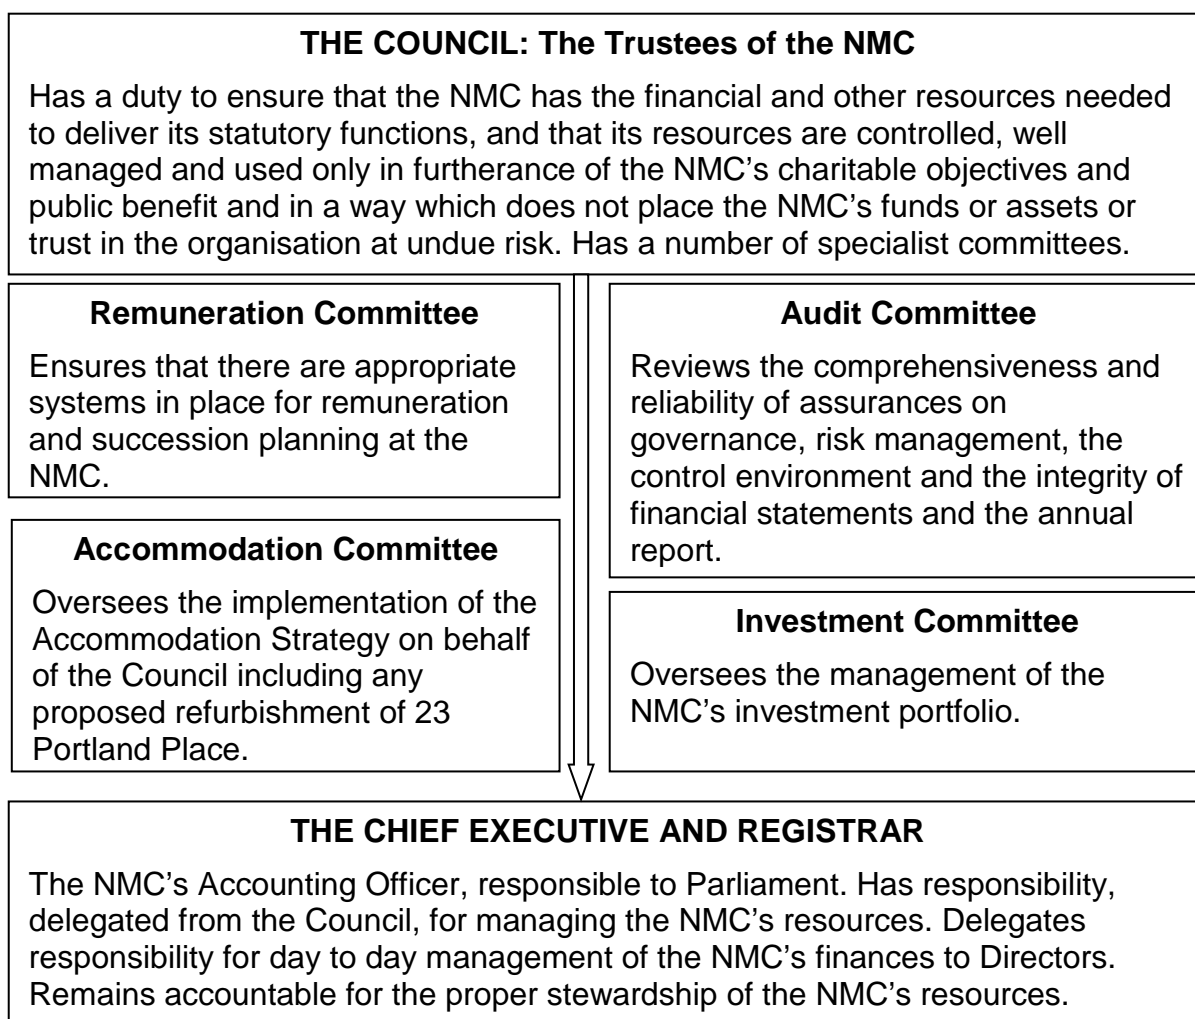 THE COUNCIL: The Trustees of the NMC
Has a duty to ensure that the NMC has the financial and other resources needed
to deliver its statutory functions, and that its resources are controlled, well
managed and used only in furtherance of the NMC's charitable objectives and
public benefit and in a way which does not place the NMC's funds or assets or
trust in the organisation at undue risk. Has a number of specialist committees.
Remuneration Committee
Ensures that there are appropriate
systems in place for remuneration
and succession planning at the
NMC.
Audit Committee
Reviews the comprehensiveness and
reliability of assurances on
governance, risk management, the
control environment and the integrity of
financial statements and the annual
report.
Accommodation Committee
Oversees the implementation of the
Accommodation Strategy on behalf
of the Council including any
proposed refurbishment of 23
Portland Place.
Investment Committee
Oversees the management of the
NMC's investment portfolio.
THE CHIEF EXECUTIVE AND REGISTRAR
The NMC's Accounting Officer, responsible to Parliament. Has responsibility,
delegated from the Council, for managing the NMC's resources. Delegates
responsibility for day to day management of the NMC's finances to Directors.
Remains accountable for the proper stewardship of the NMC's resources.